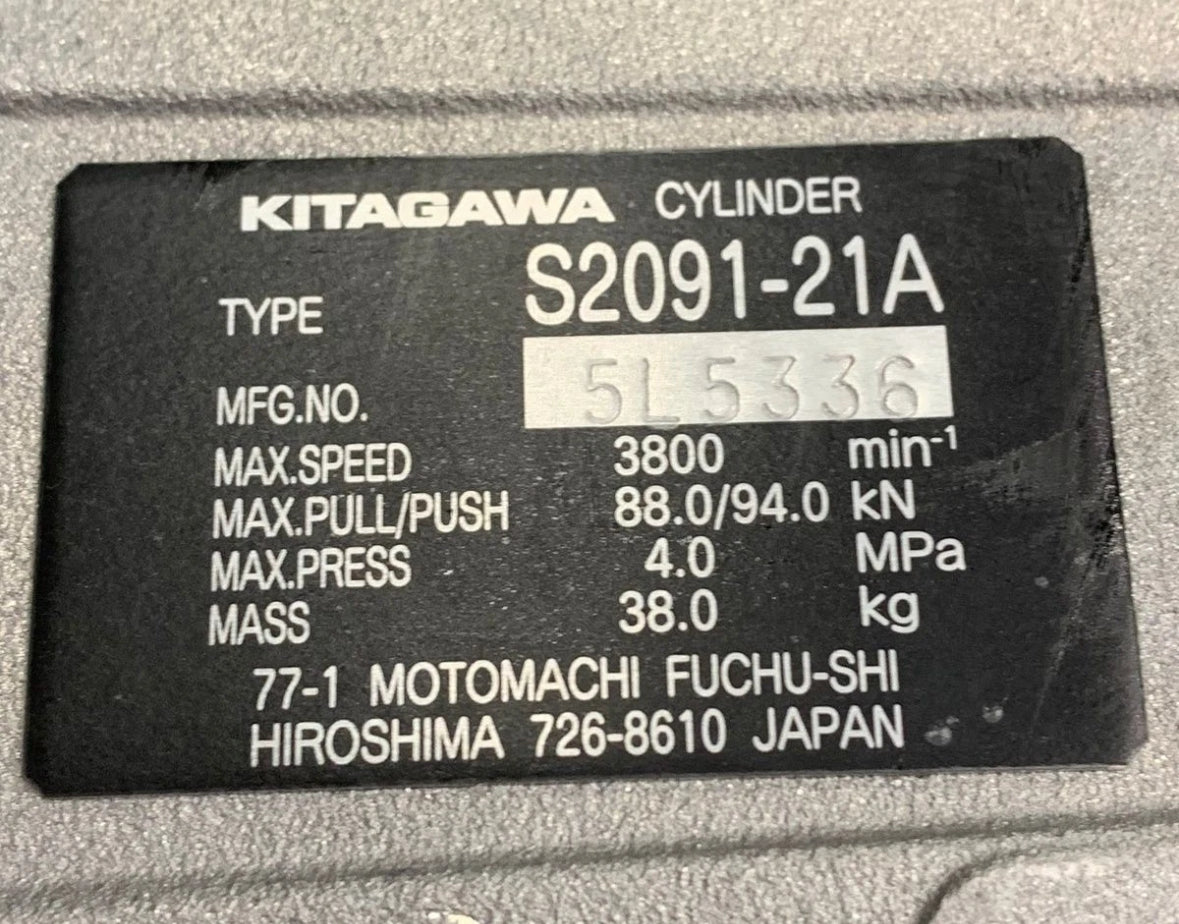 KITAGAWA CYLINDER
TYPE S2091-21A
MFG.NO. 5L5336
MAX.SPEED 3800 min-1
MAX.PULL/PUSH 88.0/94.0 kN
MAX.PRESS 4.0 MPa
MASS 38.0 kg
77-1 MOTOMACHI FUCHU-SHI
HIROSHIMA 726-8610 JAPAN